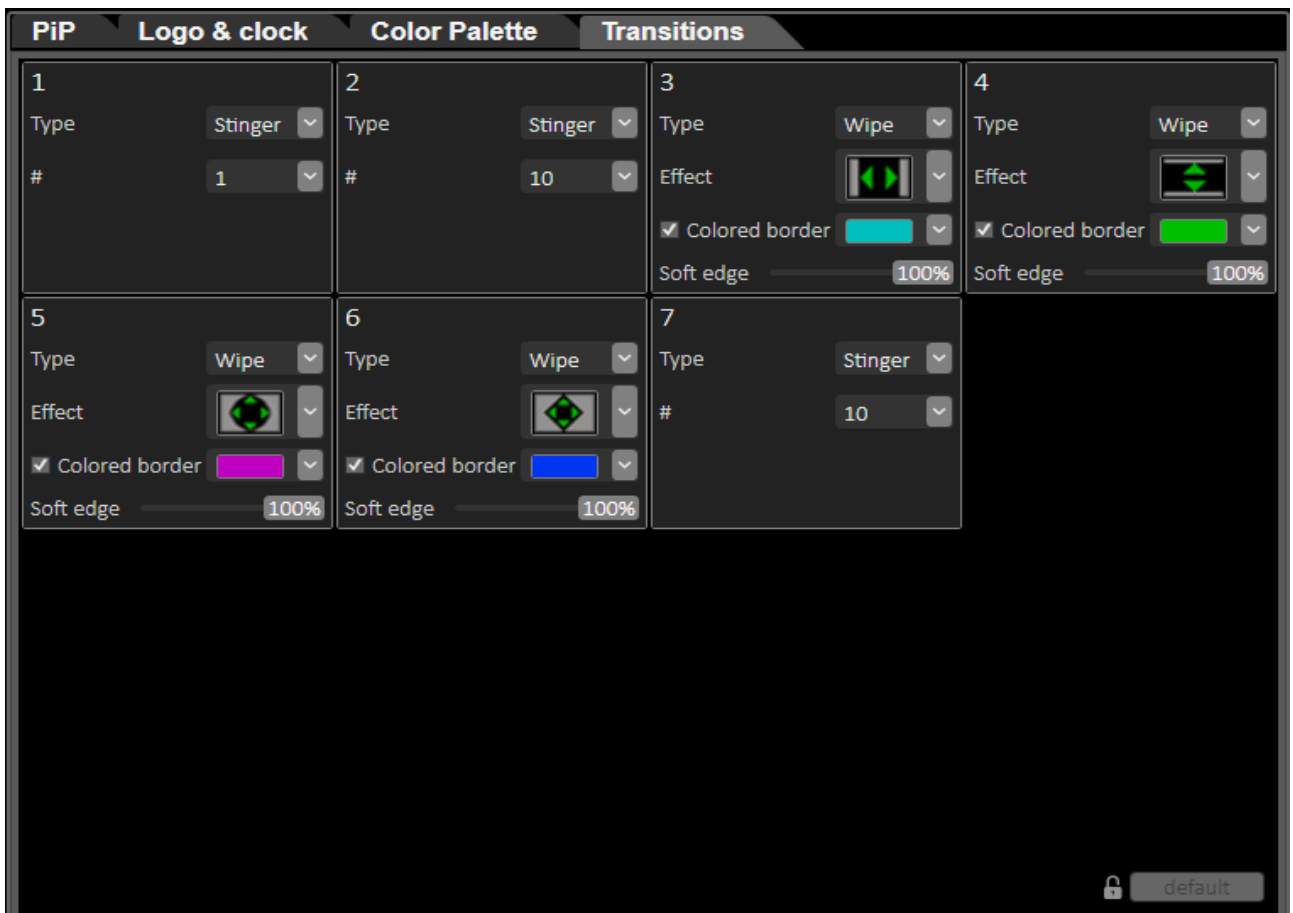 PiP Logo & clock Color Palette Transitions
1 2 3 4
Type Stinger Type Stinger Type Wipe Type Wipe
# 1 # 10 Effect Effect
Colored border Colored border
Soft edge 100% Soft edge 100%
5 6 7
Type Wipe Type Wipe Type Stinger
Effect Effect # 10
Colored border Colored border
Soft edge 100% Soft edge 100%
default